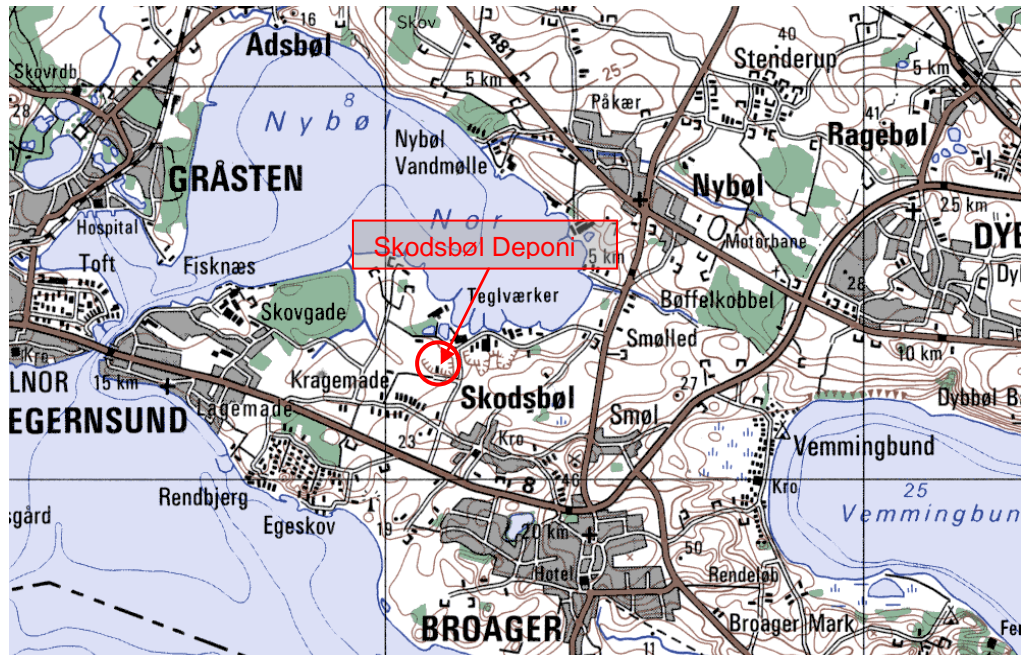 Skov
16
Adsbøl
481
40
Stenderup
Skovrdb
5 km
25
5 km
28
8
Nybøl
Påkær
41
Ragebøl
Nybøl
Vandmølle
GRÅSTEN
Nybøl
25 km
Nor
Hospital
Skodsbøl Deponi
Motorbane
DYB
5 km
Toft
Fisknæs
Teglværker
Bøffelkobbel
28
Skovgade
Smølled
Kro
10 km
LNOR
15 km
Kragemade
27
Skodsbøl
Lagemade
Smøl
Dybbøl B
EGERNSUND
23
Kro
Vemmingbund
46
8
Rendbjerg
Kro
25
sgård
Egeskov
19
20 km
Vemmingbun
50
Hotel
Rendeløb
BROAGER
Broager Mark
Fer
11